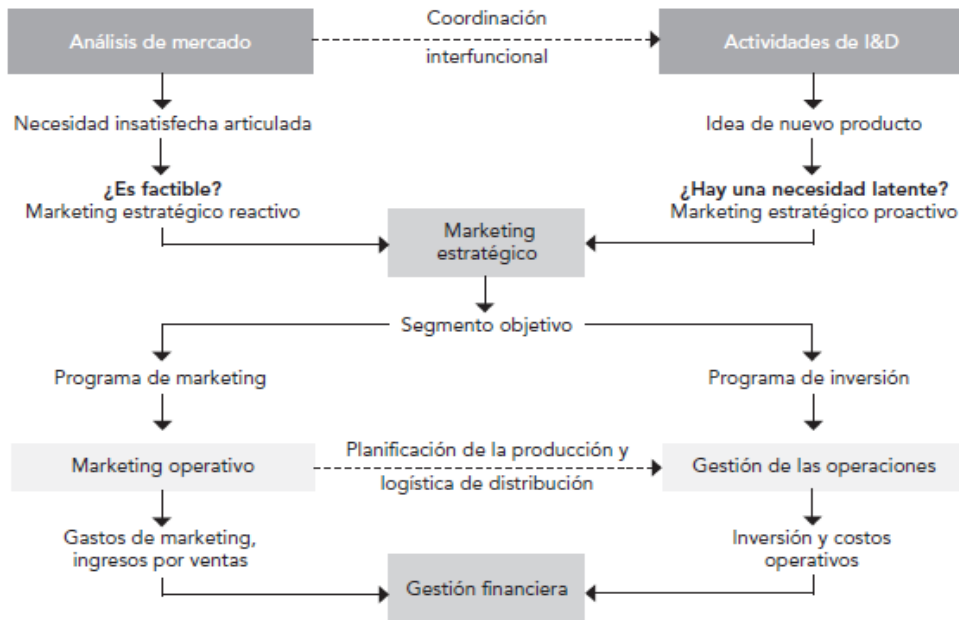 Análisis de mercado
Coordinación
interfuncional
Actividades de I&D
Necesidad insatisfecha articulada
Idea de nuevo producto
¿Es factible?
Marketing estratégico reactivo
¿Hay una necesidad latente?
Marketing estratégico proactivo
Marketing
estratégico
Segmento objetivo
Programa de marketing
Programa de inversión
Marketing operativo
Planificación de la producción y
logística de distribución
Gestión de las operaciones
Gastos de marketing,
ingresos por ventas
Inversión y costos
operativos
Gestión financiera